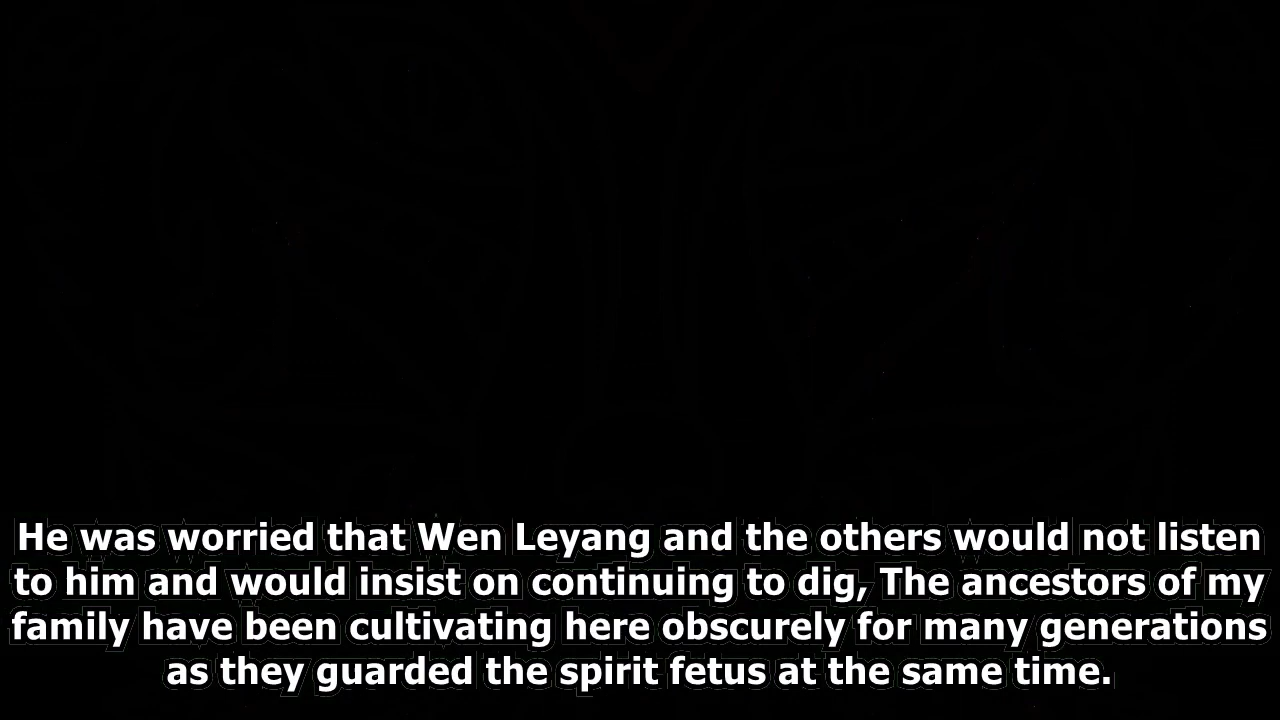 He was worried that Wen Leyang and the others would not listen
to him and would insist on continuing to dig, The ancestors of my
family have been cultivating here obscurely for many generations
as they guarded the spirit fetus at the same time.